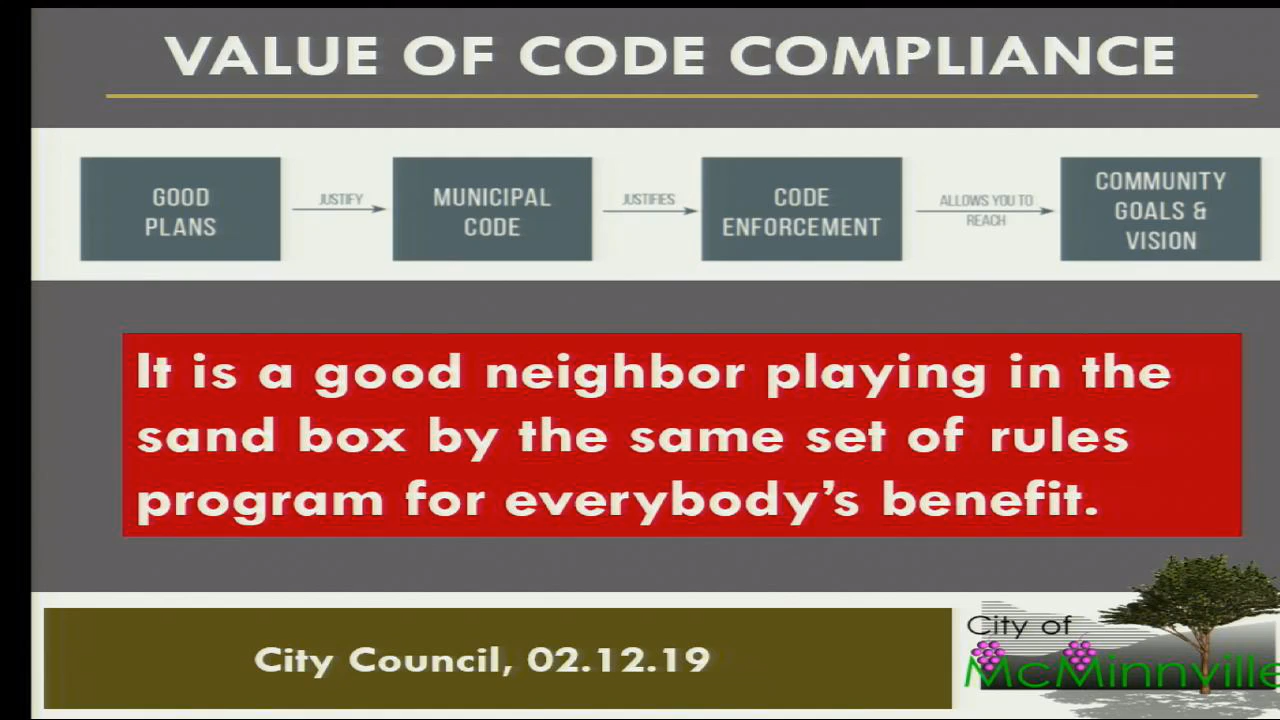 VALUE OF CODE COMPLIANCE
GOOD
PLANS
JUSTIFY
MUNICIPAL
CODE
JUSTIFIES
CODE
ENFORCEMENT
ALLOWS YOU TO
REACH
COMMUNITY
GOALS &
VISION
It is a good neighbor playing in the
sand box by the same set of rules
program for everybody's benefit.
City Council, 02.12.19
City of
McMinnville